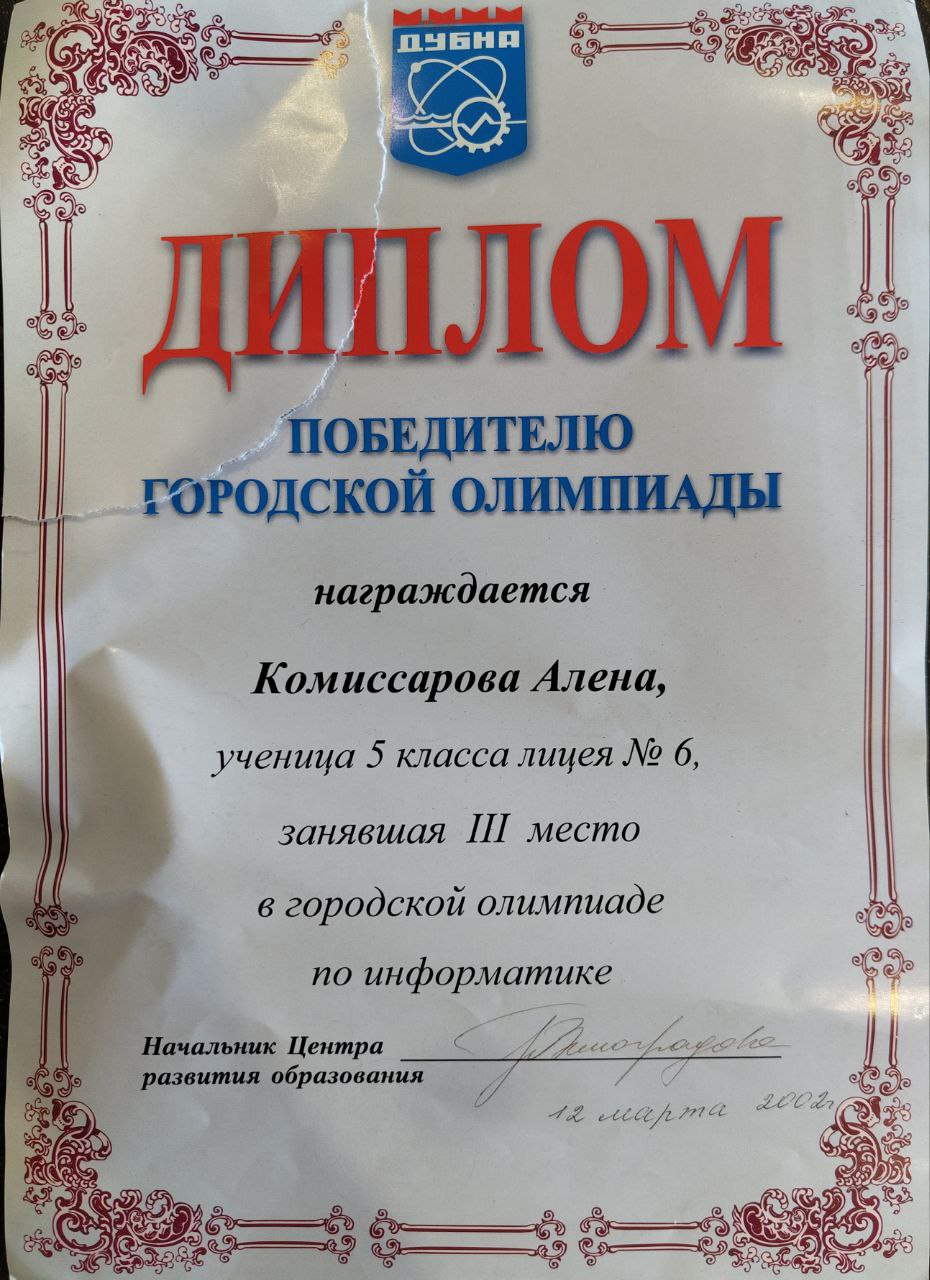 ДУБНА
ДИПЛОМ
ПОБЕДИТЕЛЮ
ГОРОДСКОЙ ОЛИМПИАДЫ
награждается
Комиссарова Алена,
ученица 5 класса лицея № 6,
занявшая III место
в городской олимпиаде
по информатике
Начальник Центра
развития образования
12 марта 2002г